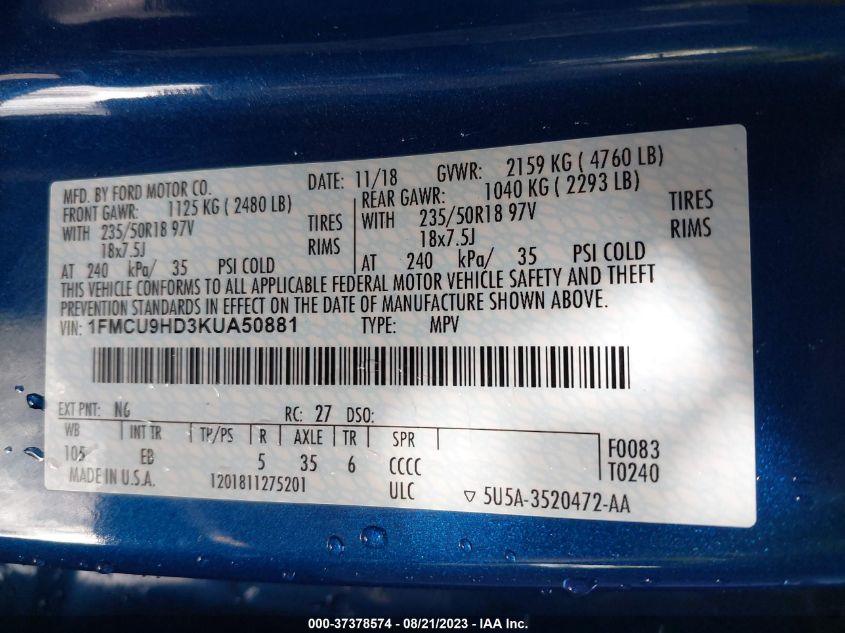 MFD. BY FORD MOTOR CO.
DATE: 11/18 GVWR: 2159 KG ( 4760 LB)
FRONT GAWR: 1125 KG ( 2480 LB)
REAR GAWR: 1040 KG ( 2293 LB)
WITH 235/50R18 97V TIRES
WITH 235/50R18 97V TIRES
18x7.5J RIMS
18x7.5J RIMS
AT 240 kPa/ 35 PSI COLD
AT 240 kPa/ 35 PSI COLD
THIS VEHICLE CONFORMS TO ALL APPLICABLE FEDERAL MOTOR VEHICLE SAFETY AND THEFT
PREVENTION STANDARDS IN EFFECT ON THE DATE OF MANUFACTURE SHOWN ABOVE.
VIN: 1FMCU9HD3KUA50881 TYPE: MPV
EXT PNT: NG RC: 27 DSO:
WB INT TR TP/PS R AXLE TR SPR F0083
105 EB 5 35 6 CCCC T0240
MADE IN U.S.A. 1201811275201 ULC 5U5A-3520472-AA
000-37378574 - 08/21/2023 - © IAA, Inc.